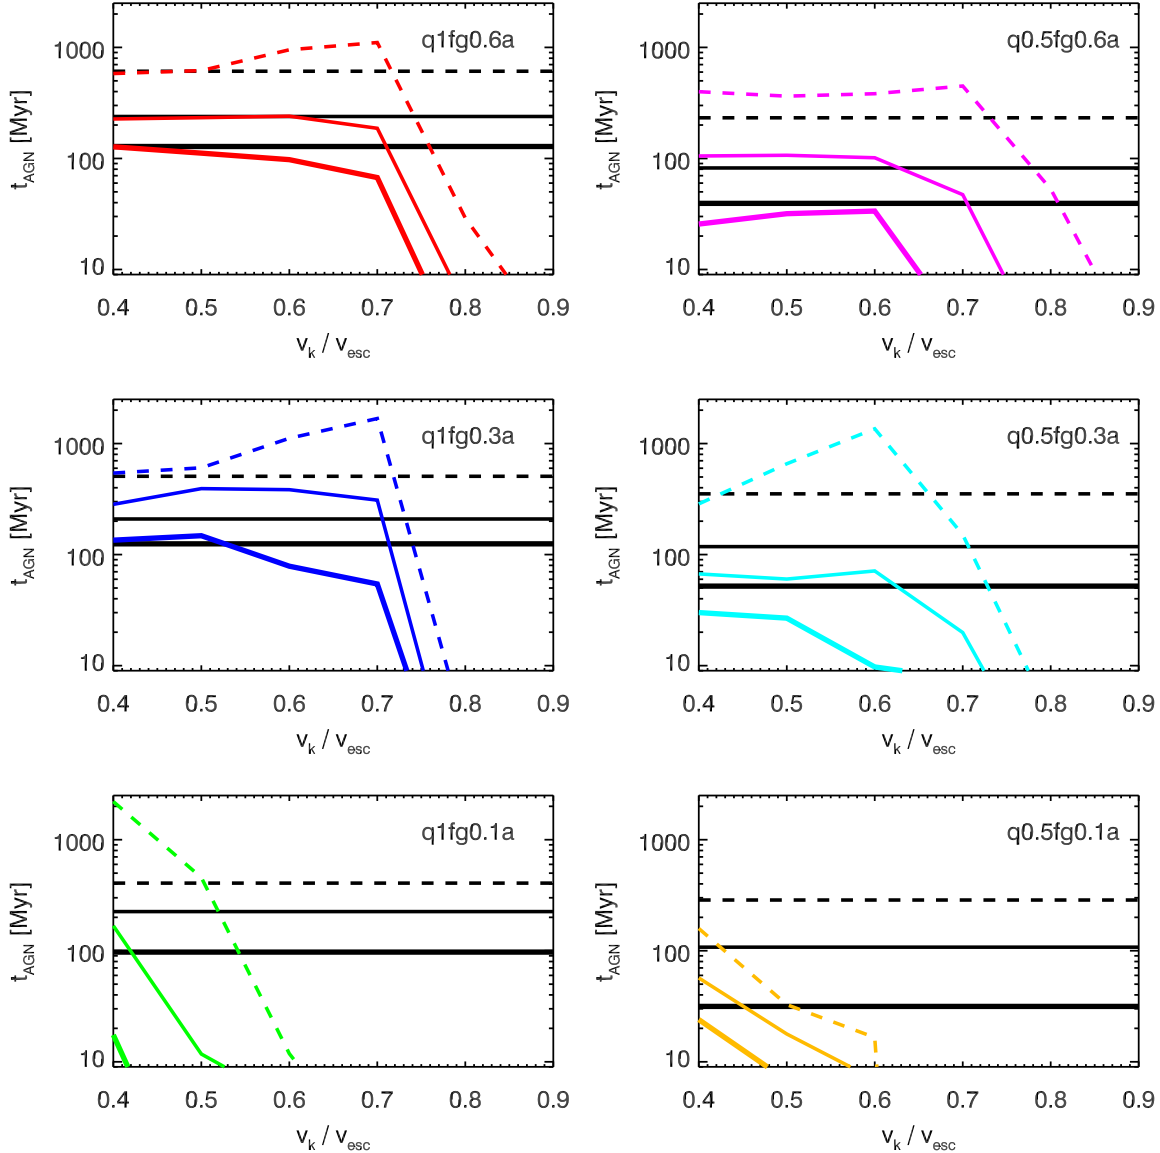 q1fg0.6a
1000
100
10
t_AGN [Myr]
0.4 0.5 0.6 0.7 0.8 0.9
v_k / v_esc
q0.5fg0.6a
1000
100
10
t_AGN [Myr]
0.4 0.5 0.6 0.7 0.8 0.9
v_k / v_esc
q1fg0.3a
1000
100
10
t_AGN [Myr]
0.4 0.5 0.6 0.7 0.8 0.9
v_k / v_esc
q0.5fg0.3a
1000
100
10
t_AGN [Myr]
0.4 0.5 0.6 0.7 0.8 0.9
v_k / v_esc
q1fg0.1a
1000
100
10
t_AGN [Myr]
0.4 0.5 0.6 0.7 0.8 0.9
v_k / v_esc
q0.5fg0.1a
1000
100
10
t_AGN [Myr]
0.4 0.5 0.6 0.7 0.8 0.9
v_k / v_esc